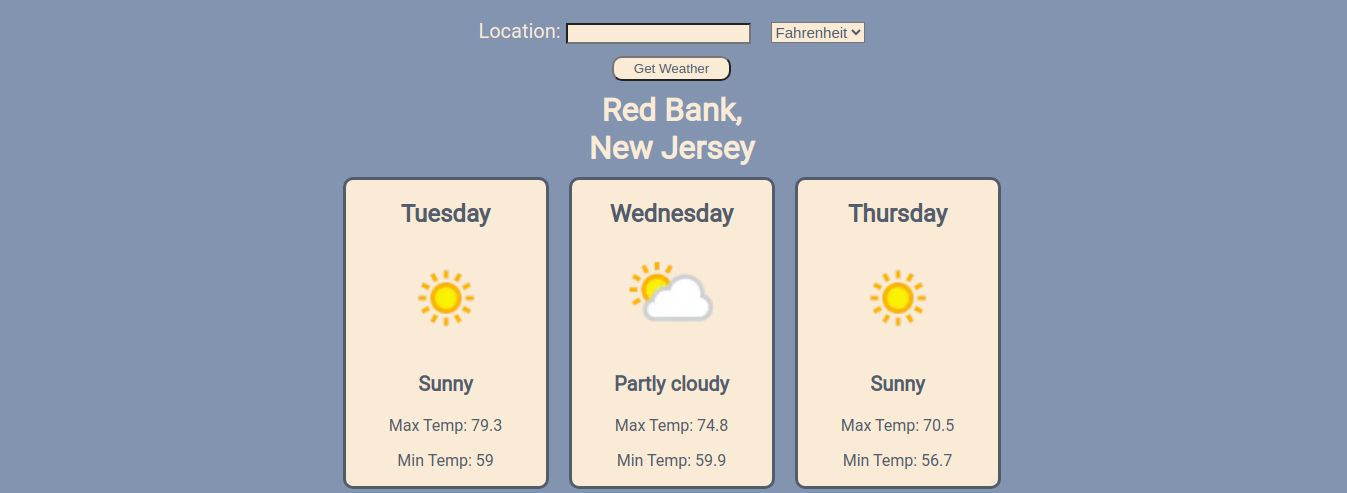 Location: Fahrenheit
Get Weather
Red Bank,
New Jersey
Tuesday
Sunny
Max Temp: 79.3
Min Temp: 59
Wednesday
Partly cloudy
Max Temp: 74.8
Min Temp: 59.9
Thursday
Sunny
Max Temp: 70.5
Min Temp: 56.7